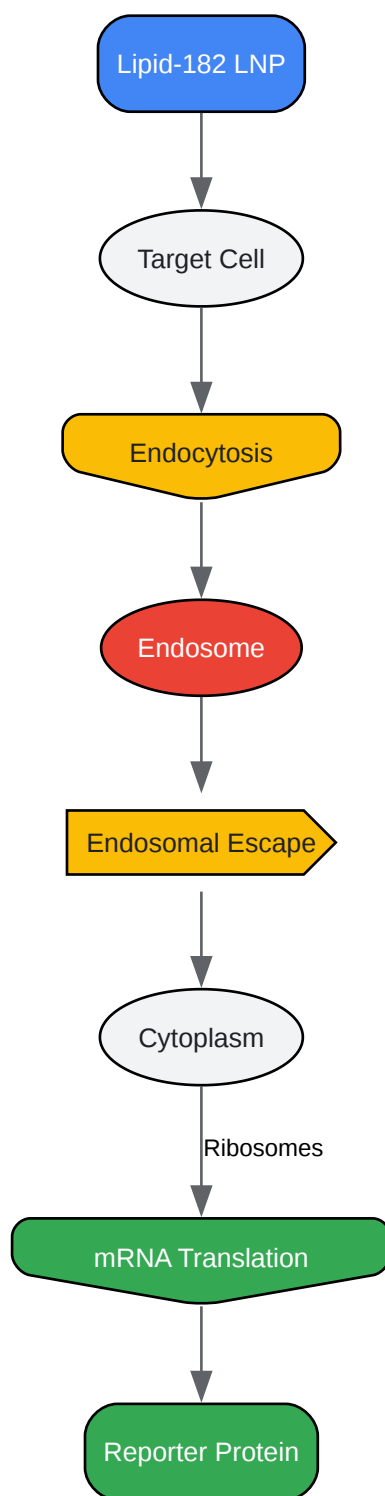 Lipid-182 LNP
Target Cell
Endocytosis
Endosome
Endosomal Escape
Cytoplasm
Ribosomes
mRNA Translation
Reporter Protein